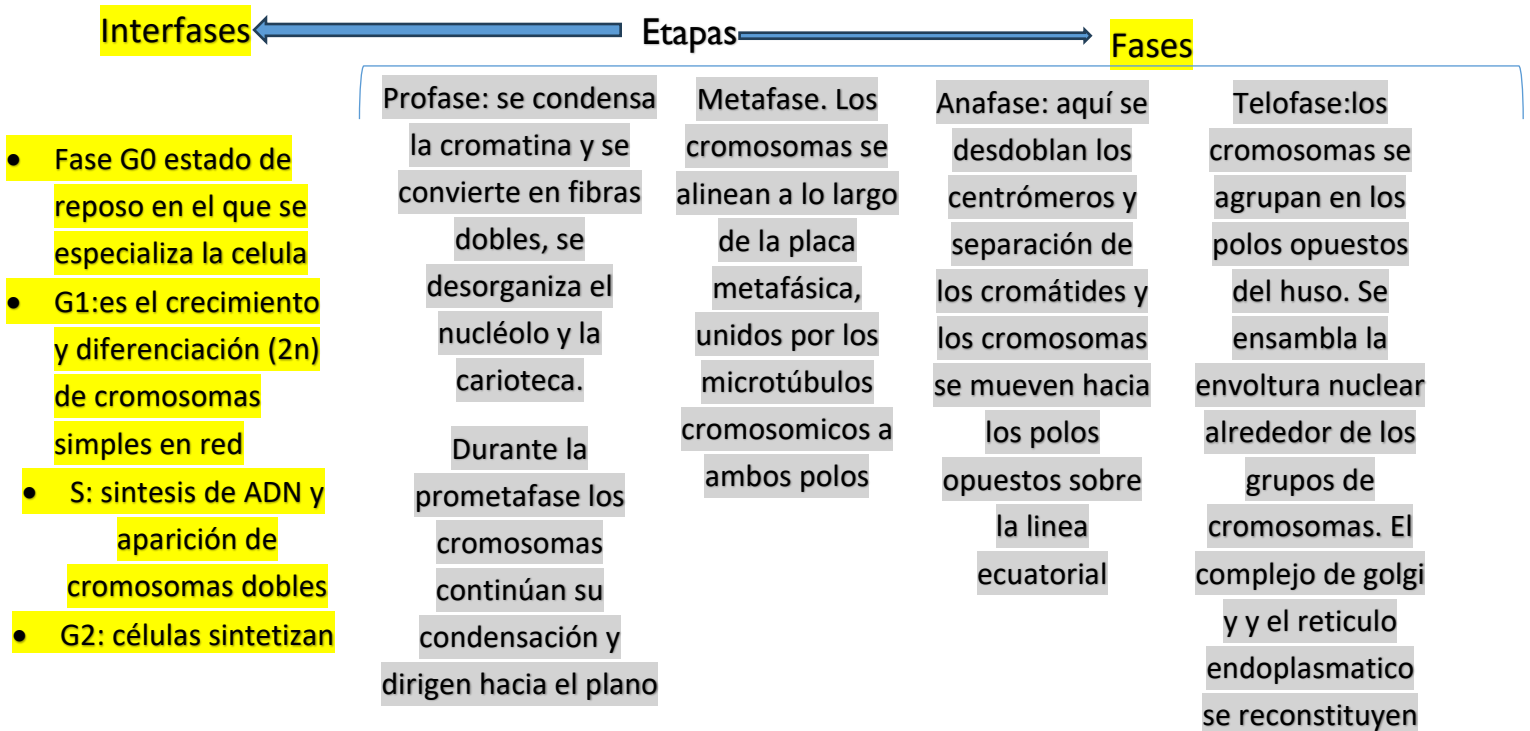 Interfases
Etapas
Fases
• Fase G0 estado de
reposo en el que se
especializa la celula
• G1:es el crecimiento
y diferenciación (2n)
de cromosomas
simples en red
• S: sintesis de ADN y
aparición de
cromosomas dobles
• G2: células sintetizan
Profase: se condensa
la cromatina y se
convierte en fibras
dobles, se
desorganiza el
nucléolo y la
carioteca.
Durante la
prometafase los
cromosomas
continúan su
condensación y
dirigen hacia el plano
Metafase. Los
cromosomas se
alinean a lo largo
de la placa
metafásica,
unidos por los
microtúbulos
cromosomicos a
ambos polos
Anafase: aquí se
desdoblan los
centrómeros y
separación de
los cromátides y
los cromosomas
se mueven hacia
los polos
opuestos sobre
la linea
ecuatorial
Telofase:los
cromosomas se
agrupan en los
polos opuestos
del huso. Se
ensambla la
envoltura nuclear
alrededor de los
grupos de
cromosomas. El
complejo de golgi
y y el reticulo
endoplasmatico
se reconstituyen